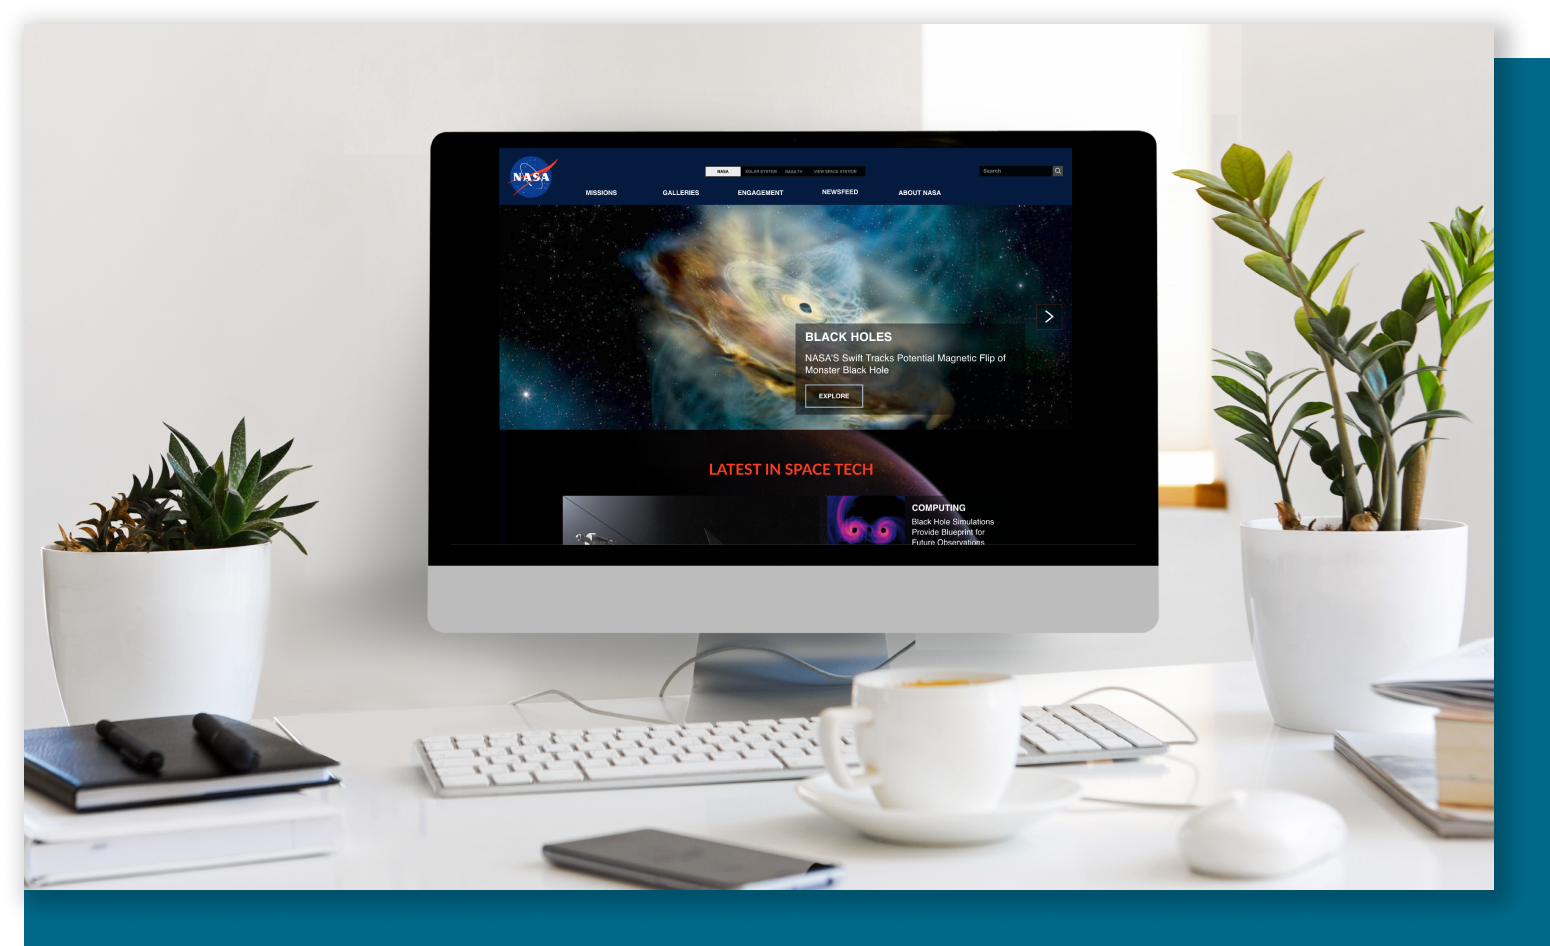 NASA
NASA SOLAR SYSTEM NASA TV VIEW SPACE STATION
Search
MISSIONS GALLERIES ENGAGEMENT NEWSFEED ABOUT NASA
BLACK HOLES
NASA'S Swift Tracks Potential Magnetic Flip of
Monster Black Hole
EXPLORE
LATEST IN SPACE TECH
COMPUTING
Black Hole Simulations
Provide Blueprint for
Future Observations